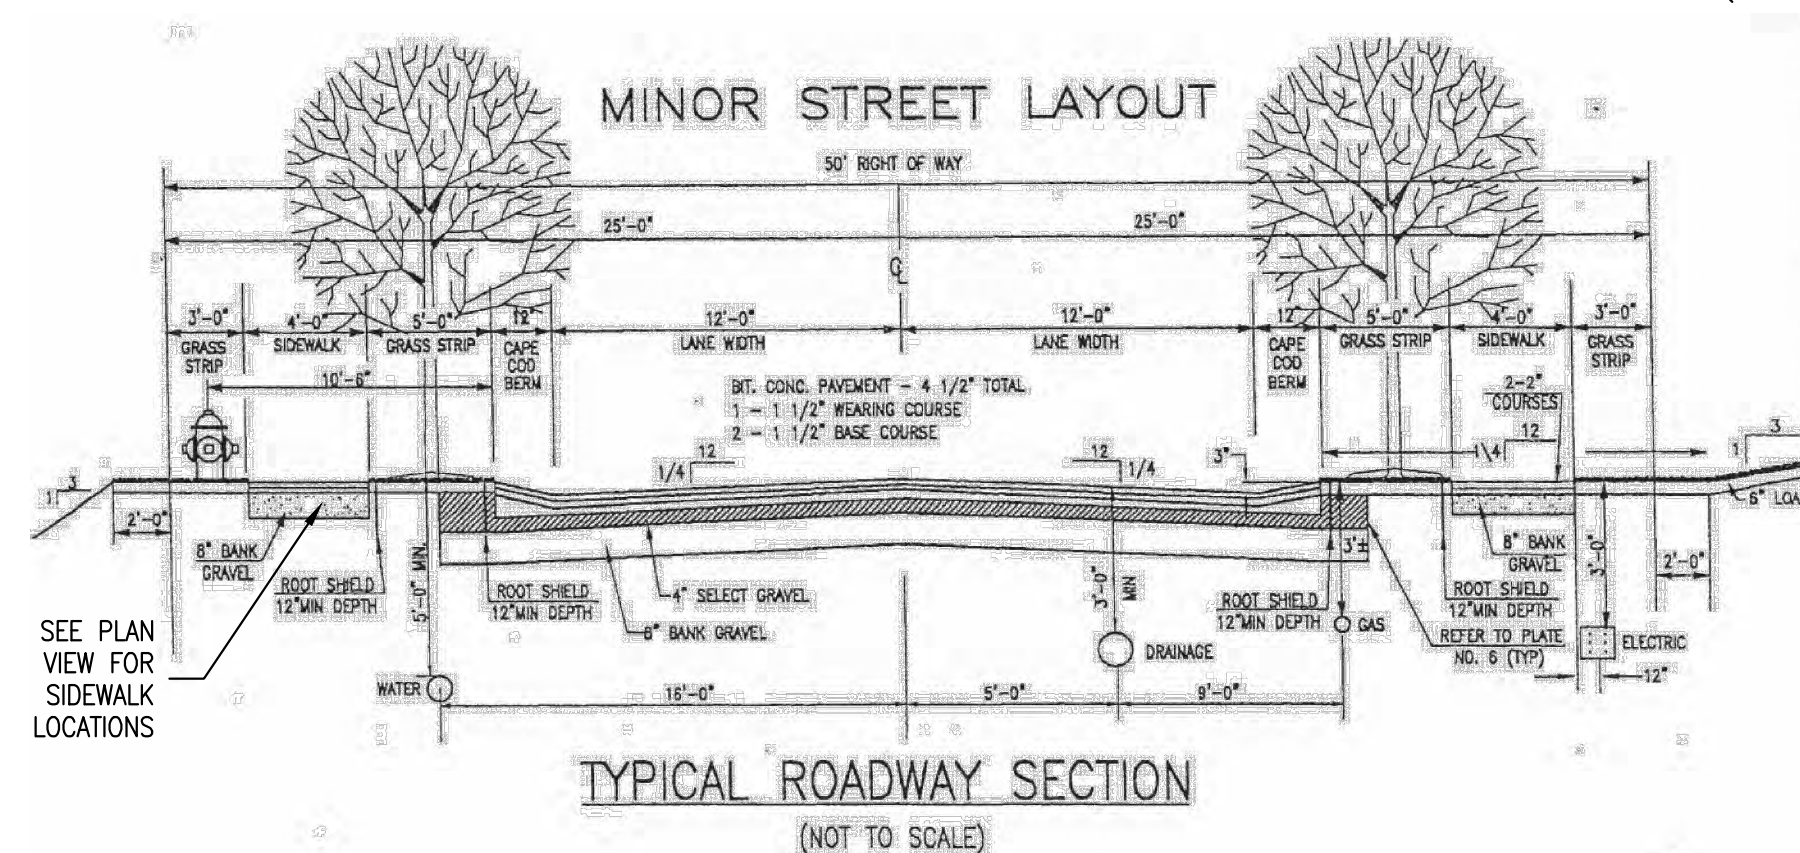 MINOR STREET LAYOUT
50' RIGHT OF WAY
25'-0" 25'-0"
℄
3'-0" 4'-0" 5'-0" 12" 12'-0" 12'-0" 12" 5'-0" 4'-0" 3'-0"
GRASS STRIP
SIDEWALK
GRASS STRIP
CAPE COD BERM
LANE WIDTH
LANE WIDTH
CAPE COD BERM
GRASS STRIP
SIDEWALK
GRASS STRIP
10'-6"
BIT. CONC. PAVEMENT - 4 1/2" TOTAL
1 - 1 1/2" WEARING COURSE
2 - 1 1/2" BASE COURSE
2-2"
COURSES
12
1/4
12
1/4
3"
12
1\4
3
1
3
1
6" LOA
2'-0"
8" BANK
GRAVEL
ROOT SHIELD
12"MIN DEPTH
5'-0" MIN.
ROOT SHIELD
12"MIN DEPTH
4" SELECT GRAVEL
8" BANK GRAVEL
3'-0"
MIN
3'±
ROOT SHIELD
12"MIN DEPTH
GAS
8" BANK
GRAVEL
ROOT SHIELD
12"MIN DEPTH
REFER TO PLATE
NO. 6 (TYP)
3'-0"
2'-0"
ELECTRIC
12"
SEE PLAN
VIEW FOR
SIDEWALK
LOCATIONS
WATER
DRAINAGE
16'-0" 5'-0" 9'-0"
TYPICAL ROADWAY SECTION
(NOT TO SCALE)